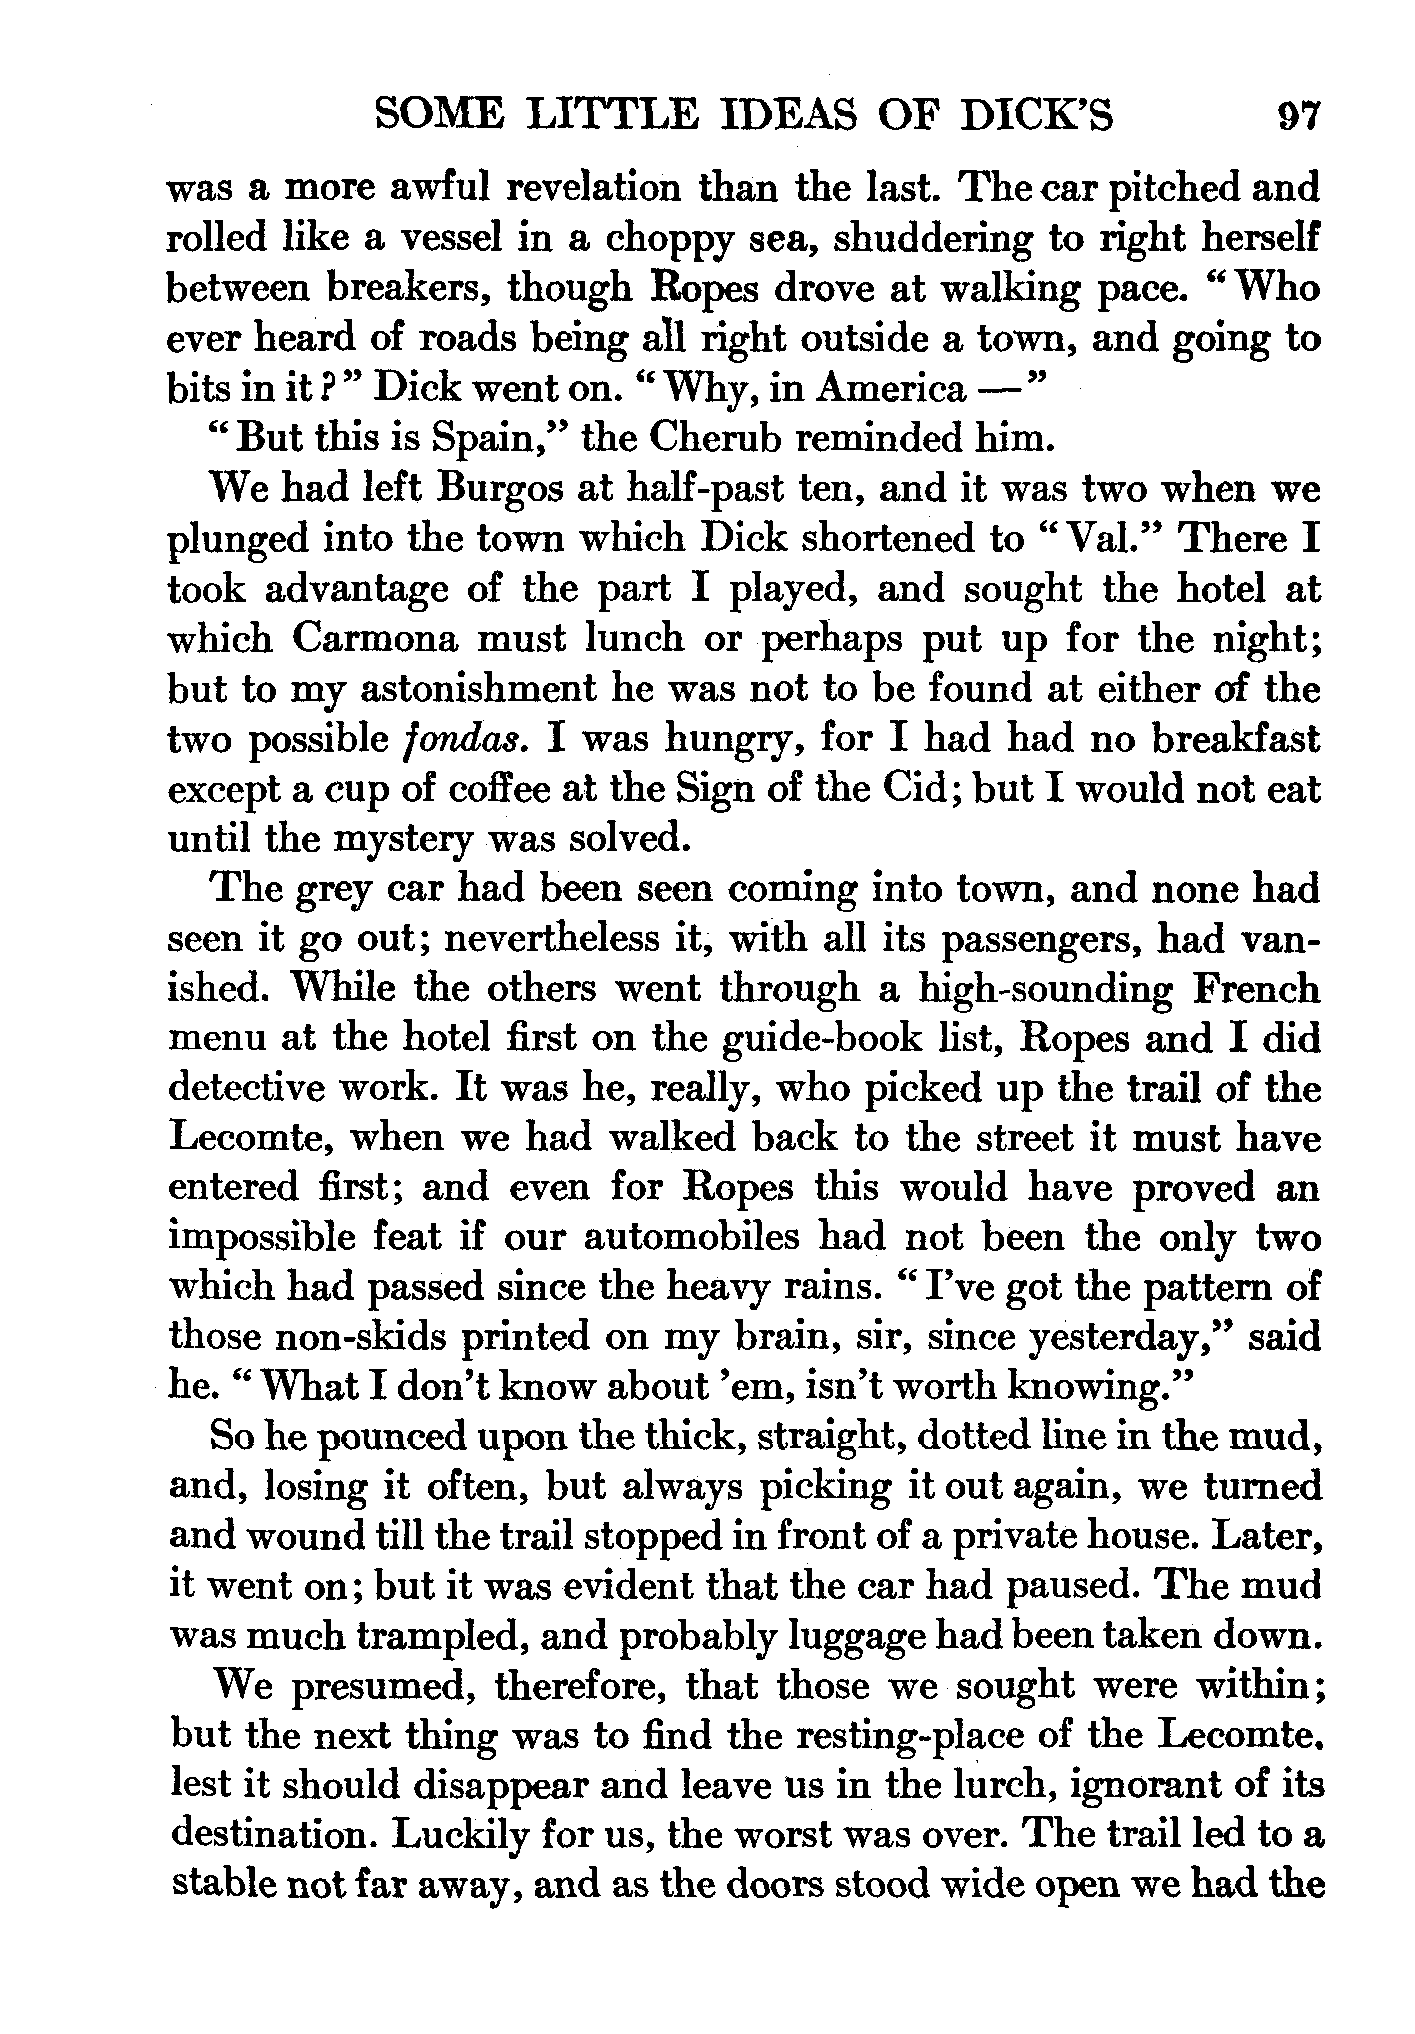 SOME LITTLE IDEAS OF DICK'S 97
was a more awful revelation than the last. The car pitched and
rolled like a vessel in a choppy sea, shuddering to right herself
between breakers, though Ropes drove at walking pace. “Who
ever heard of roads being all right outside a town, and going to
bits in it?” Dick went on. “Why, in America —”
“But this is Spain,” the Cherub reminded him.
We had left Burgos at half-past ten, and it was two when we
plunged into the town which Dick shortened to “Val.” There I
took advantage of the part I played, and sought the hotel at
which Carmona must lunch or perhaps put up for the night;
but to my astonishment he was not to be found at either of the
two possible fondas. I was hungry, for I had had no breakfast
except a cup of coffee at the Sign of the Cid; but I would not eat
until the mystery was solved.
The grey car had been seen coming into town, and none had
seen it go out; nevertheless it, with all its passengers, had van-
ished. While the others went through a high-sounding French
menu at the hotel first on the guide-book list, Ropes and I did
detective work. It was he, really, who picked up the trail of the
Lecomte, when we had walked back to the street it must have
entered first; and even for Ropes this would have proved an
impossible feat if our automobiles had not been the only two
which had passed since the heavy rains. “I've got the pattern of
those non-skids printed on my brain, sir, since yesterday,” said
he. “What I don't know about 'em, isn't worth knowing.”
So he pounced upon the thick, straight, dotted line in the mud,
and, losing it often, but always picking it out again, we turned
and wound till the trail stopped in front of a private house. Later,
it went on; but it was evident that the car had paused. The mud
was much trampled, and probably luggage had been taken down.
We presumed, therefore, that those we sought were within;
but the next thing was to find the resting-place of the Lecomte.
lest it should disappear and leave us in the lurch, ignorant of its
destination. Luckily for us, the worst was over. The trail led to a
stable not far away, and as the doors stood wide open we had the